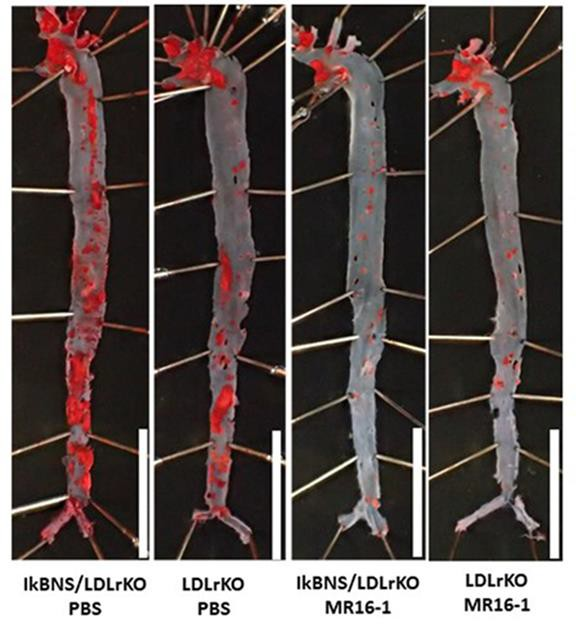 IkBNS/LDLrKO
PBS
LDLrKO
PBS
IkBNS/LDLrKO
MR16-1
LDLrKO
MR16-1